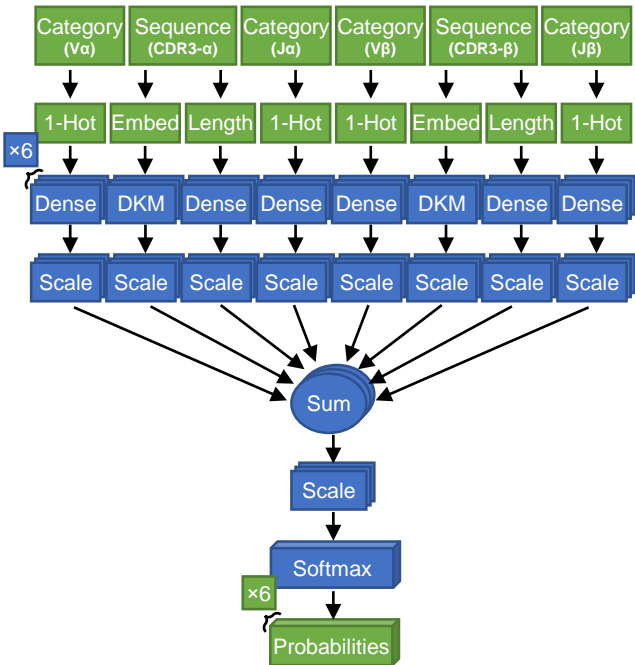 Category Sequence Category Category Sequence Category
(Vα) (CDR3-α) (Jα) (Vβ) (CDR3-β) (Jβ)
1-Hot Embed Length 1-Hot 1-Hot Embed Length 1-Hot
×6
Dense DKM Dense Dense Dense DKM Dense Dense
Scale Scale Scale Scale Scale Scale Scale Scale
Sum
Scale
Softmax
×6
Probabilities